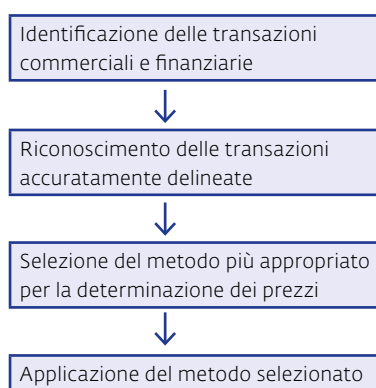 Identificazione delle transazioni
commerciali e finanziarie
Riconoscimento delle transazioni
accuratamente delineate
Selezione del metodo più appropriato
per la determinazione dei prezzi
Applicazione del metodo selezionato